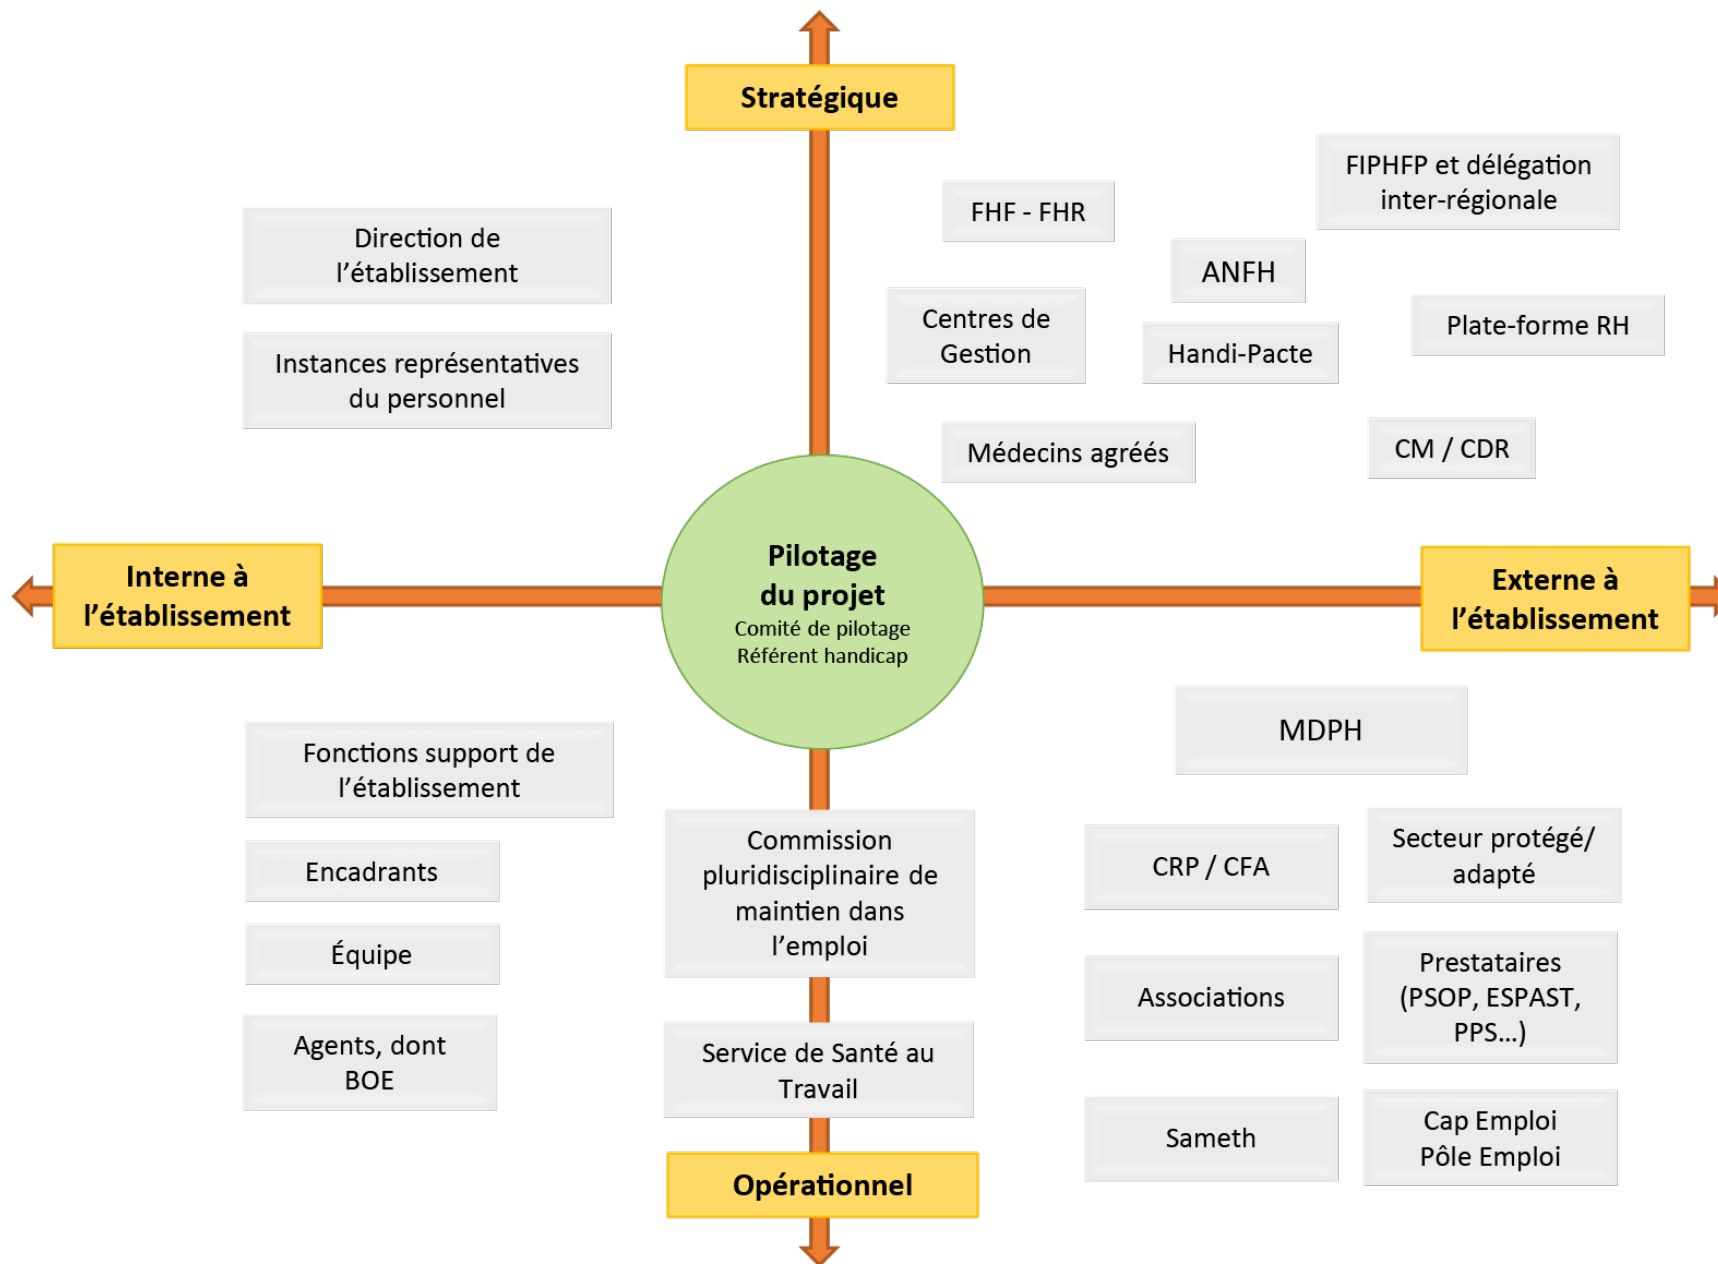 Stratégique
FIPHFP et délégation
inter-régionale
FHF - FHR
Direction de
l’établissement
ANFH
Centres de
Gestion
Plate-forme RH
Handi-Pacte
Instances représentatives
du personnel
Médecins agréés
CM / CDR
Interne à
l’établissement
Pilotage
du projet
Comité de pilotage
Référent handicap
Externe à
l’établissement
MDPH
Fonctions support de
l’établissement
Commission
pluridisciplinaire de
maintien dans
l’emploi
CRP / CFA
Secteur protégé/
adapté
Encadrants
Équipe
Associations
Prestataires
(PSOP, ESPAST,
PPS…)
Agents, dont
BOE
Service de Santé au
Travail
Sameth
Cap Emploi
Pôle Emploi
Opérationnel